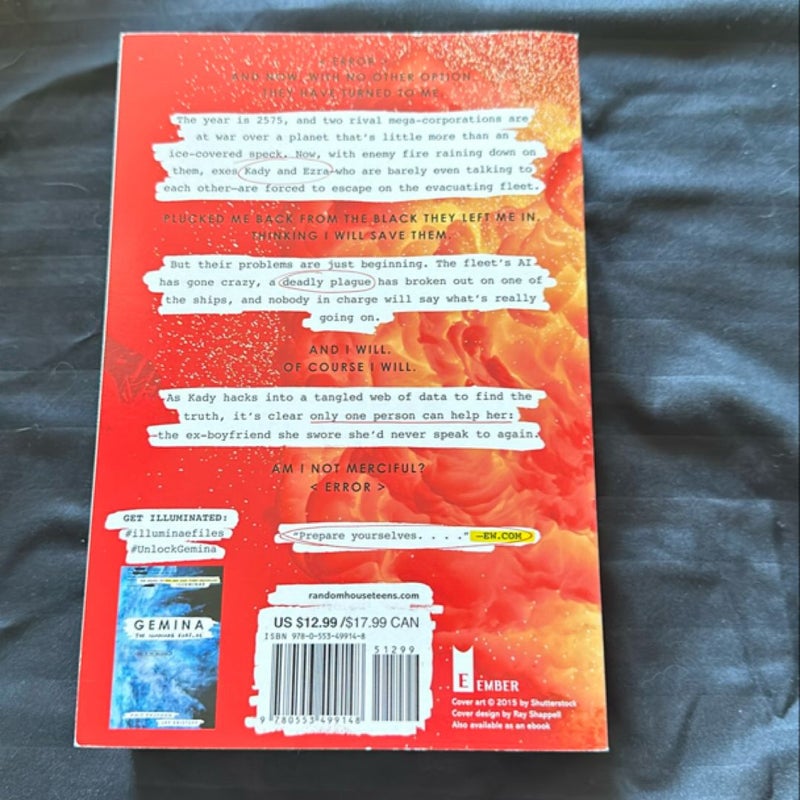 < ERROR >
AND NOW, WITH NO OTHER OPTION,
THEY HAVE TURNED TO ME.
The year is 2575, and two rival mega-corporations are
at war over a planet that's little more than an
ice-covered speck. Now, with enemy fire raining down on
them, exes Kady and Ezra—who are barely even talking to
each other—are forced to escape on the evacuating fleet.
PLUCKED ME BACK FROM THE BLACK THEY LEFT ME IN,
THINKING I WILL SAVE THEM.
But their problems are just beginning. The fleet's AI
has gone crazy, a deadly plague has broken out on one of
the ships, and nobody in charge will say what's really
going on.
AND I WILL.
OF COURSE I WILL.
As Kady hacks into a tangled web of data to find the
truth, it's clear only one person can help her:
the ex-boyfriend she swore she'd never speak to again.
AM I NOT MERCIFUL?
< ERROR >
GET ILLUMINATED:
#illuminaefiles
#UnlockGemina
"Prepare yourselves. . . ." —EW.COM
GEMINA
randomhouseteens.com
US $12.99 /$17.99 CAN
ISBN 978-0-553-49914-8
51299
9 780553 499148
E EMBER
Cover art © 2015 by Shutterstock
Cover design by Ray Shappell
Also available as an ebook